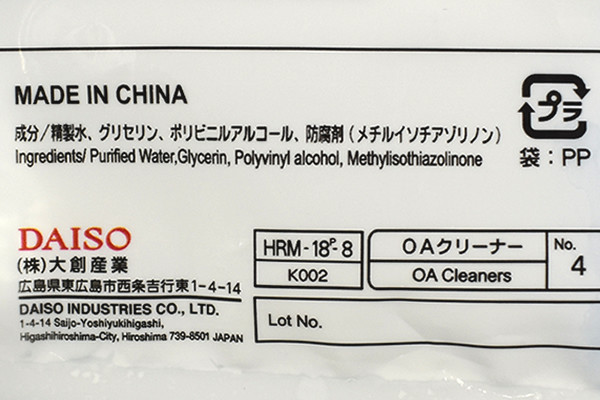 MADE IN CHINA
成分／精製水、グリセリン、ポリビニルアルコール、防腐剤（メチルイソチアゾリノン）
Ingredients/ Purified Water,Glycerin, Polyvinyl alcohol, Methylisothiazolinone
プラ
袋：PP
DAISO
(株)大創産業
広島県東広島市西条吉行東1-4-14
DAISO INDUSTRIES CO., LTD.
1-4-14 Saijo-Yoshiyukihigashi,
Higashihiroshima-City, Hiroshima 739-8501 JAPAN
HRM-18P-8
K002
OAクリーナー
OA Cleaners
No.
4
Lot No.